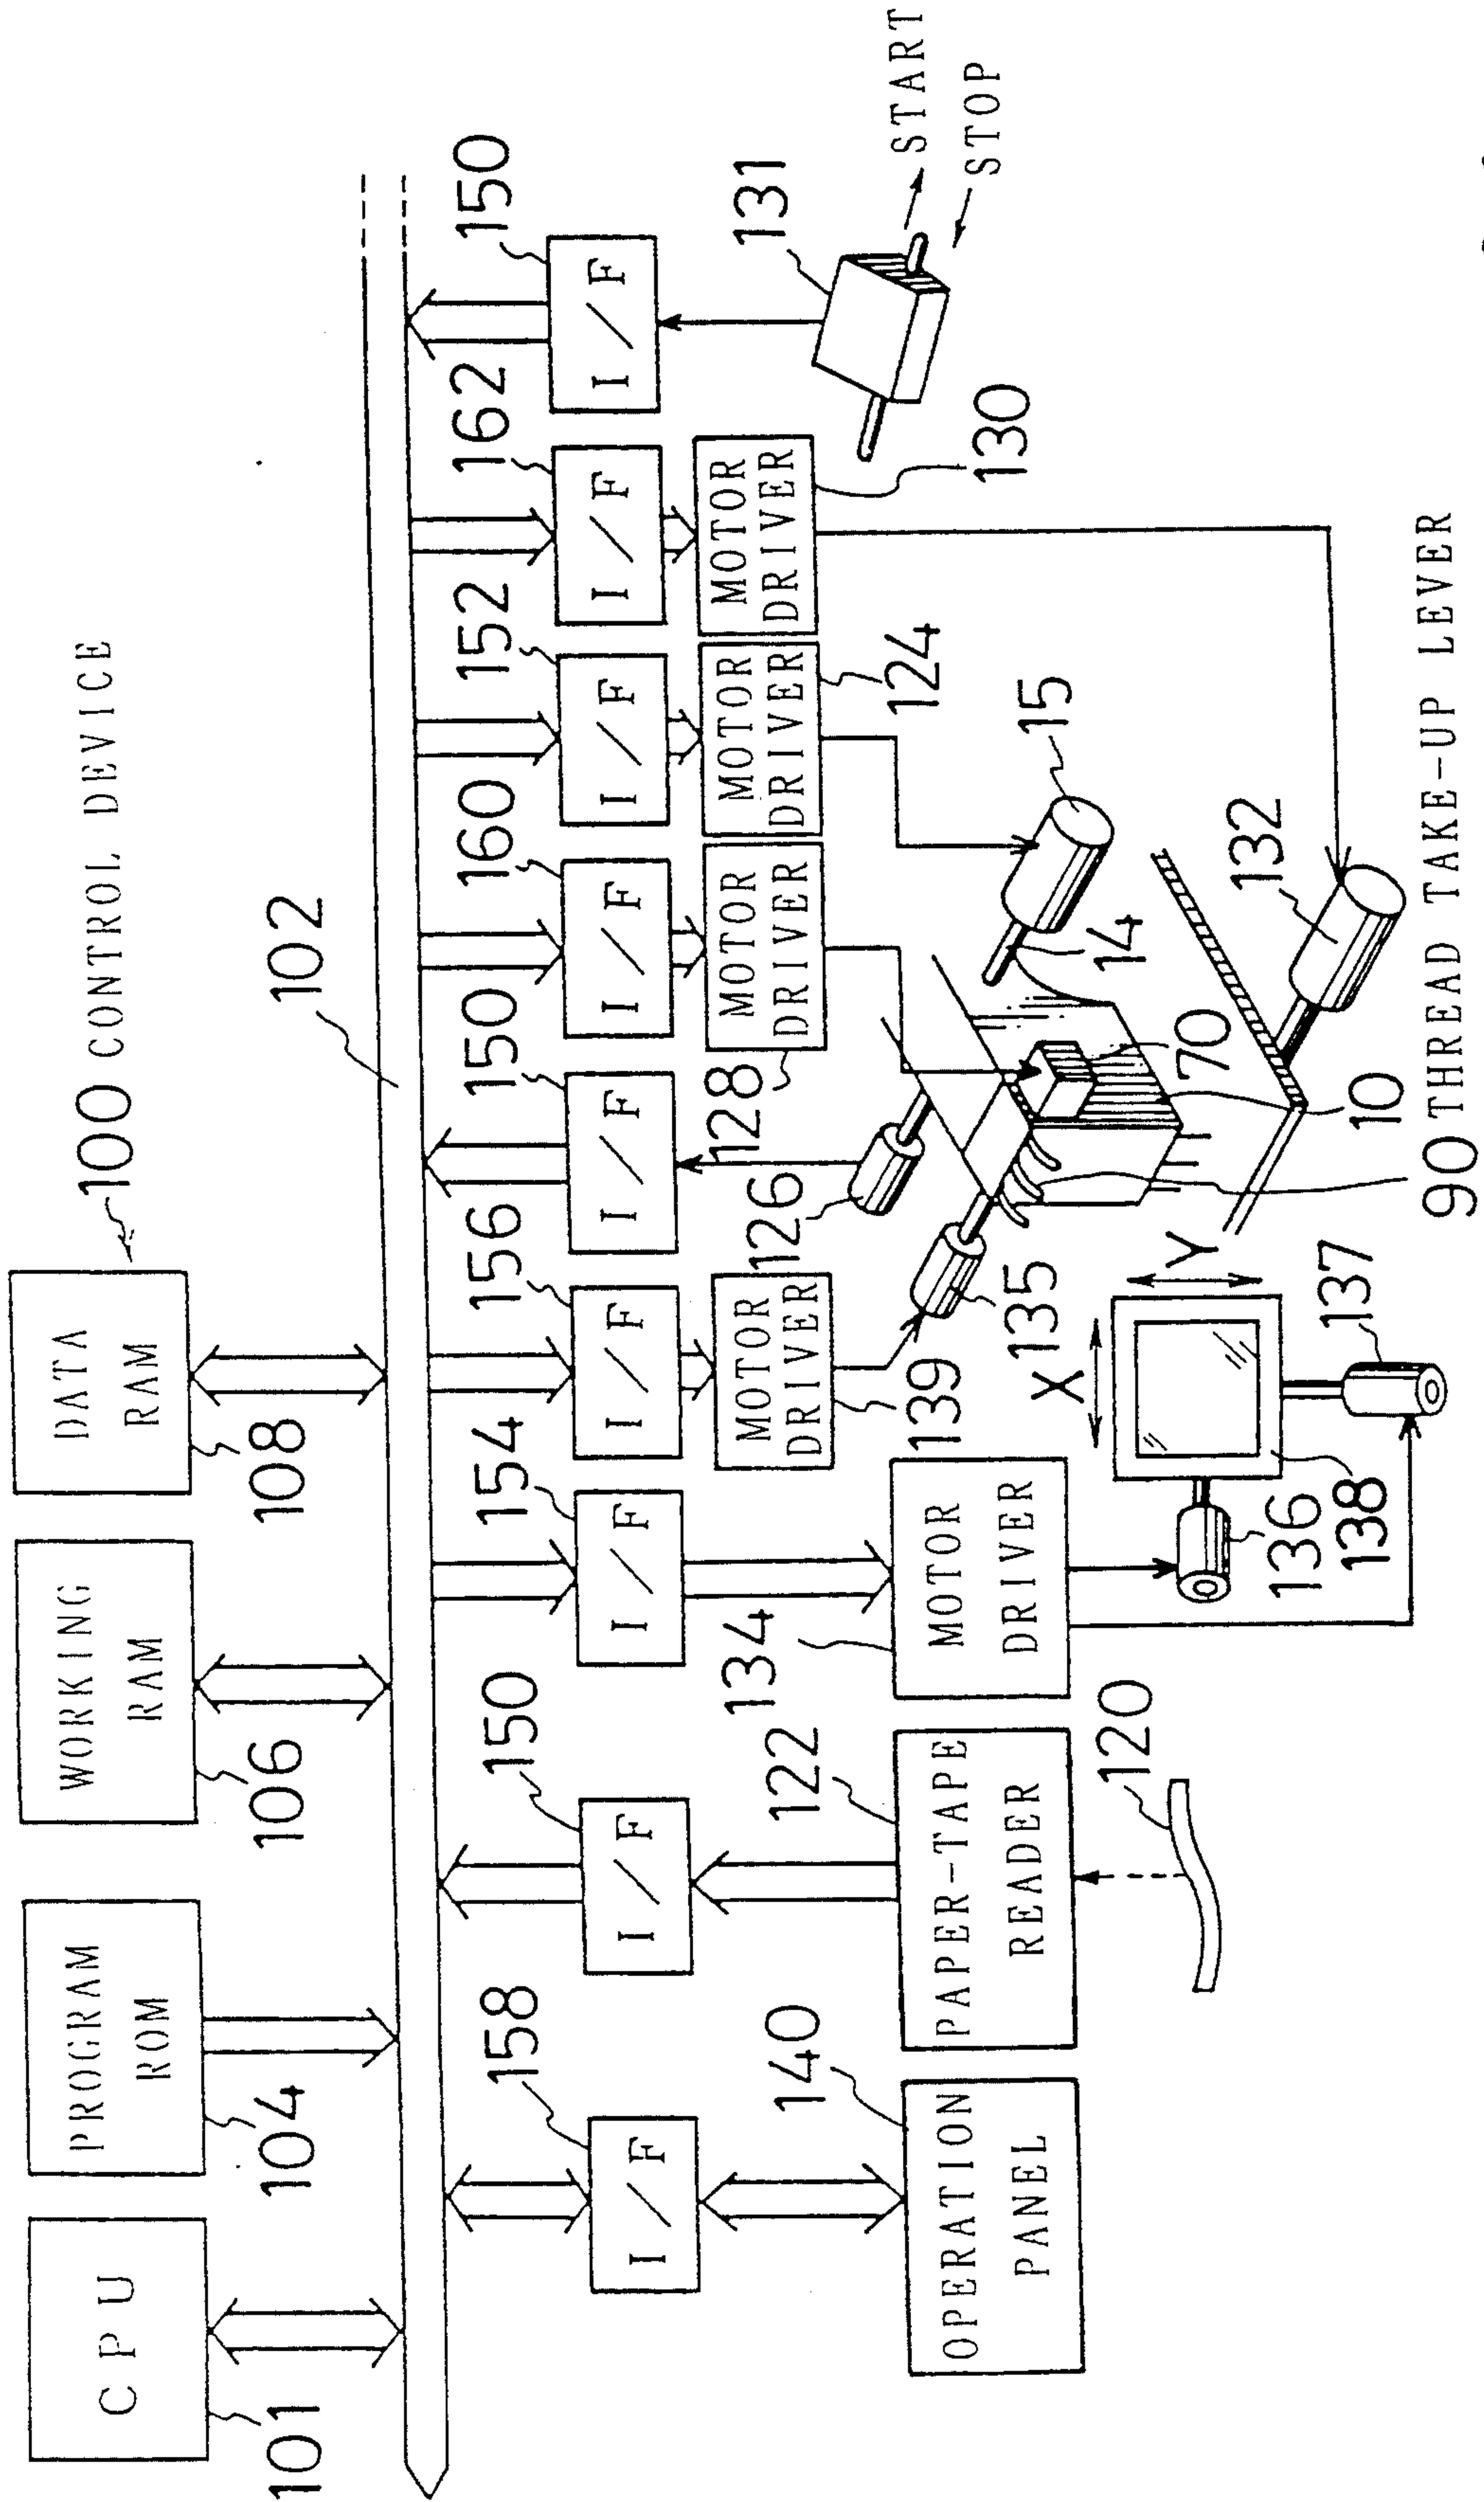 100 CONTROL DEVICE
CPU
101
PROGRAM
ROM
104
WORKING
RAM
106
DATA
RAM
108
102
158
150
154
156
150
160
152
162
150
I/F
I/F
I/F
I/F
I/F
I/F
I/F
I/F
I/F
OPERATION
PANEL
140
PAPER-TAPE
READER
122
120
MOTOR
DRIVER
134
MOTOR
DRIVER
139
MOTOR
DRIVER
128
MOTOR
DRIVER
124
MOTOR
DRIVER
130
131
START
STOP
126
135
136
138
137
X
Y
15
14
70
10
132
90 THREAD TAKE-UP LEVER